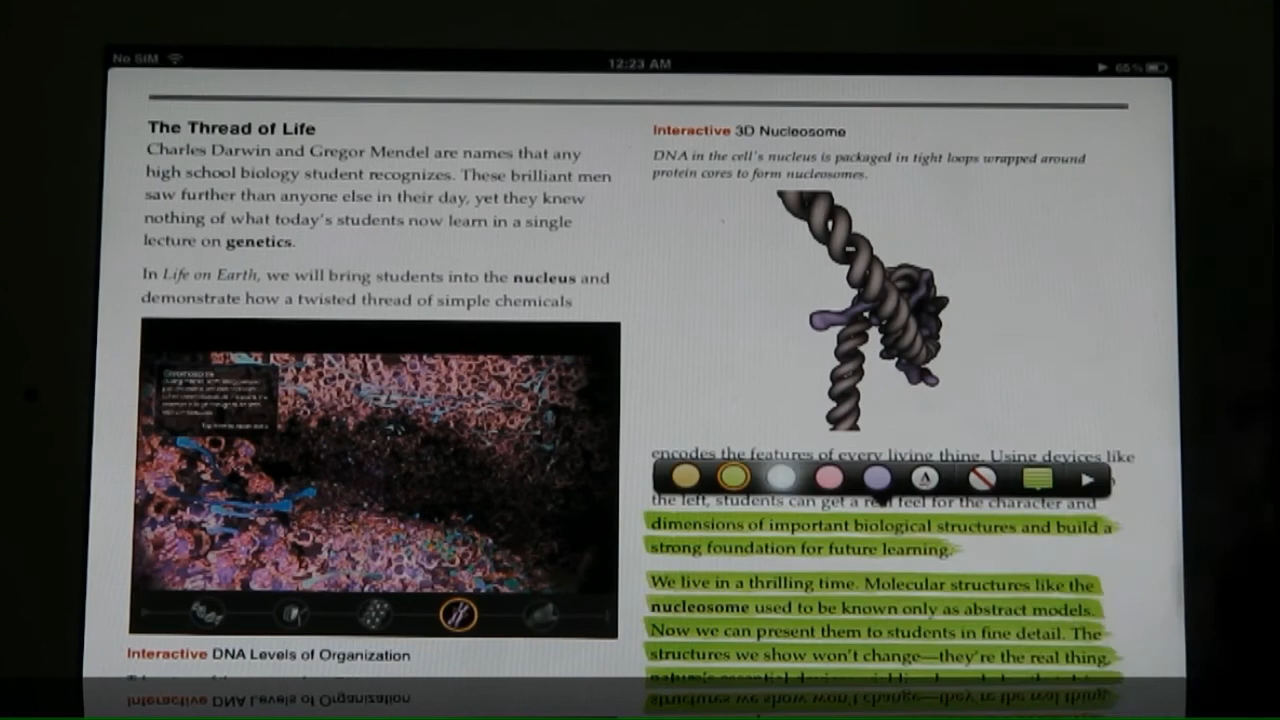 No SIM
12:23 AM
65%
The Thread of Life
Charles Darwin and Gregor Mendel are names that any
high school biology student recognizes. These brilliant men
saw further than anyone else in their day, yet they knew
nothing of what today's students now learn in a single
lecture on genetics.
In Life on Earth, we will bring students into the nucleus and
demonstrate how a twisted thread of simple chemicals
Interactive DNA Levels of Organization
Interactive 3D Nucleosome
DNA in the cell's nucleus is packaged in tight loops wrapped around
protein cores to form nucleosomes.
encodes the features of every living thing. Using devices like
A
the left, students can get a real feel for the character and
dimensions of important biological structures and build a
strong foundation for future learning.
We live in a thrilling time. Molecular structures like the
nucleosome used to be known only as abstract models.
Now we can present them to students in fine detail. The
structures we show won't change—they're the real thing,